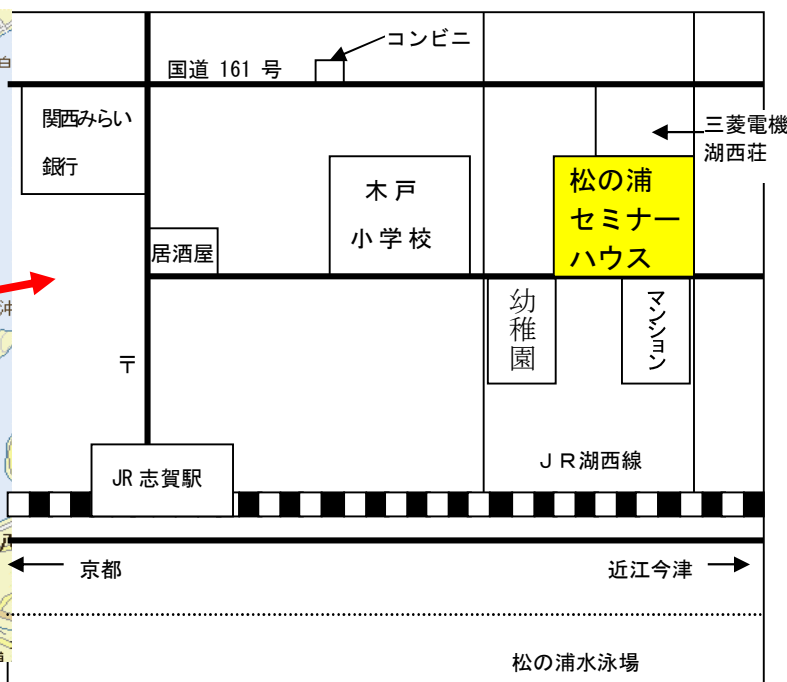 コンビニ
国道 161 号
関西みらい
銀行
三菱電機
湖西荘
木戸
小学校
松の浦
セミナー
ハウス
居酒屋
幼稚園
マンション
〒
JR 志賀駅
JR湖西線
京都
近江今津
松の浦水泳場